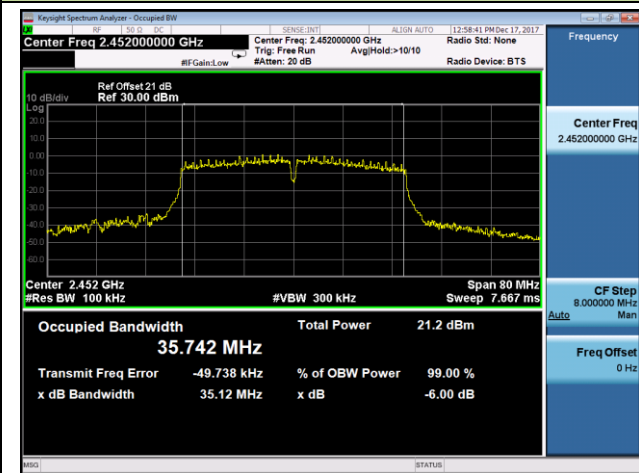 Keysight Spectrum Analyzer - Occupied BW
RF 50 Ω DC SENSE:INT ALIGN AUTO 12:58:41 PM Dec 17, 2017
Center Freq 2.452000000 GHz
Center Freq: 2.452000000 GHz
Radio Std: None
Trig: Free Run Avg|Hold:>10/10
#IFGain:Low #Atten: 20 dB Radio Device: BTS
Ref Offset 21 dB
10 dB/div Ref 30.00 dBm
Log
20.0
10.0
0.00
-10.0
-20.0
-30.0
-40.0
-50.0
-60.0
Center 2.452 GHz Span 80 MHz
#Res BW 100 kHz #VBW 300 kHz Sweep 7.667 ms
Occupied Bandwidth Total Power 21.2 dBm
35.742 MHz
Transmit Freq Error -49.738 kHz % of OBW Power 99.00 %
x dB Bandwidth 35.12 MHz x dB -6.00 dB
MSG STATUS
Frequency
Center Freq
2.452000000 GHz
CF Step
8.000000 MHz
Auto Man
Freq Offset
0 Hz